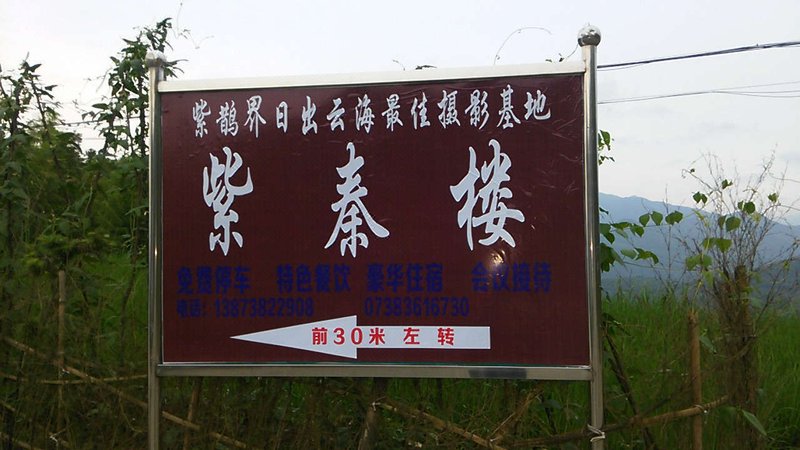 紫鹊界日出云海最佳摄影基地
紫秦楼
免费停车 特色餐饮 豪华住宿 会议接待
电话：13873822908 07383616730
前30米 左 转